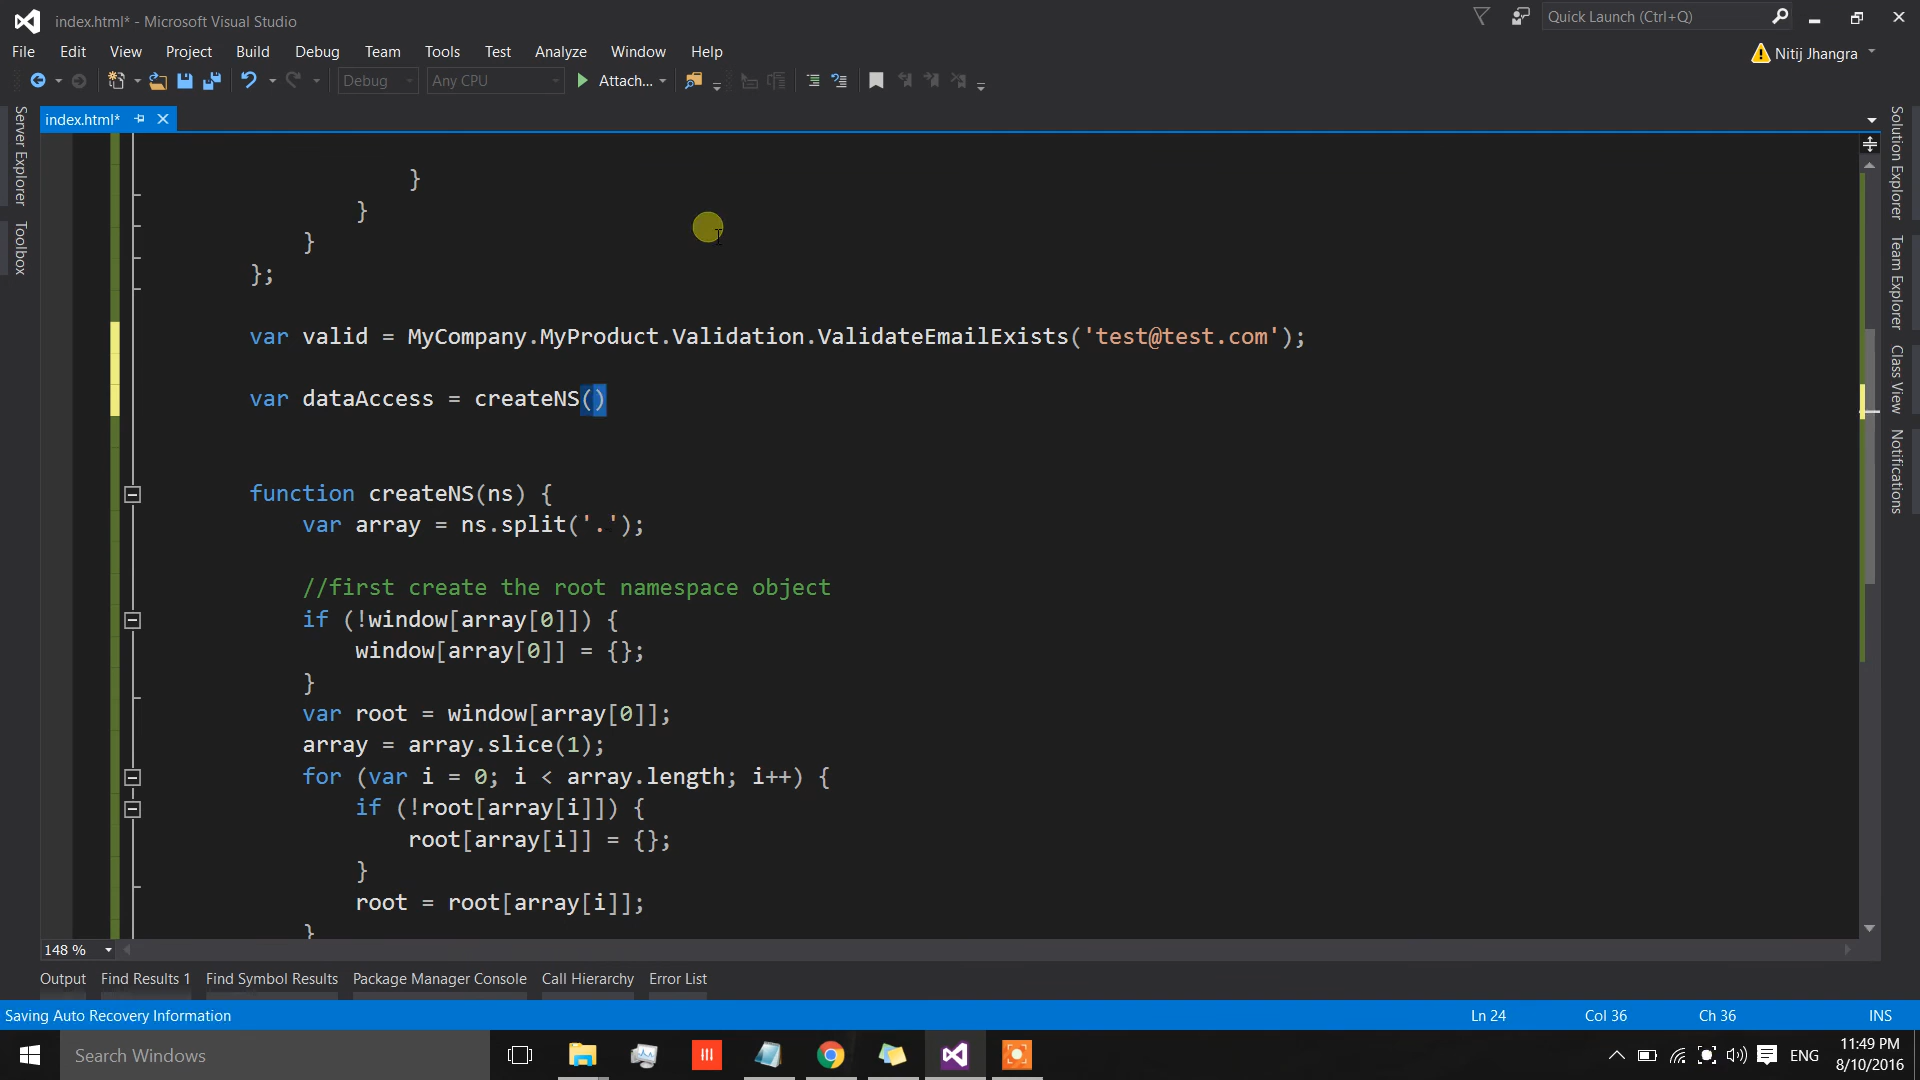 index.html* - Microsoft Visual Studio
Quick Launch (Ctrl+Q)
File Edit View Project Build Debug Team Tools Test Analyze Window Help
Nitij Jhangra
Debug Any CPU Attach...
index.html*
Server Explorer
Toolbox
Solution Explorer
Team Explorer
Class View
Notifications
}
}
}
};
var valid = MyCompany.MyProduct.Validation.ValidateEmailExists('test@test.com');
var dataAccess = createNS()
function createNS(ns) {
var array = ns.split('.');
//first create the root namespace object
if (!window[array[0]]) {
window[array[0]] = {};
}
var root = window[array[0]];
array = array.slice(1);
for (var i = 0; i < array.length; i++) {
if (!root[array[i]]) {
root[array[i]] = {};
}
root = root[array[i]];
}
148 %
Output Find Results 1 Find Symbol Results Package Manager Console Call Hierarchy Error List
Saving Auto Recovery Information Ln 24 Col 36 Ch 36 INS
Search Windows
ENG
11:49 PM
8/10/2016